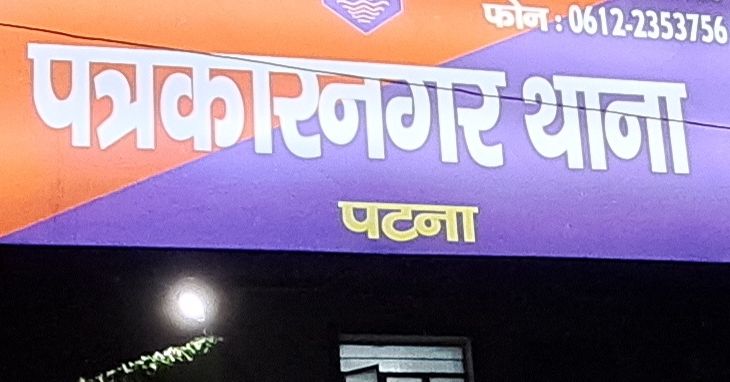 फोन : 0612-2353756
पत्रकारनगर थाना
पटना